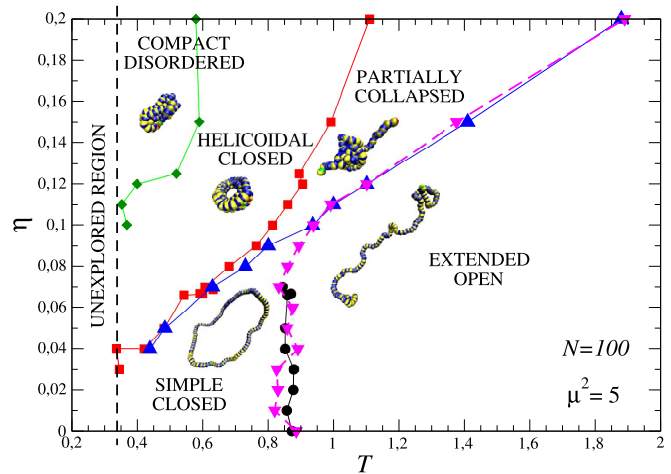 0,2
COMPACT
DISORDERED
PARTIALLY
COLLAPSED
0,18
0,16
0,14
HELICOIDAL
CLOSED
0,12
UNEXPLORED REGION
η
0,1
0,08
EXTENDED
OPEN
0,06
0,04
SIMPLE
CLOSED
N=100
μ² = 5
0,02
0
0,2 0,4 0,6 0,8 1 1,2 1,4 1,6 1,8 2
T